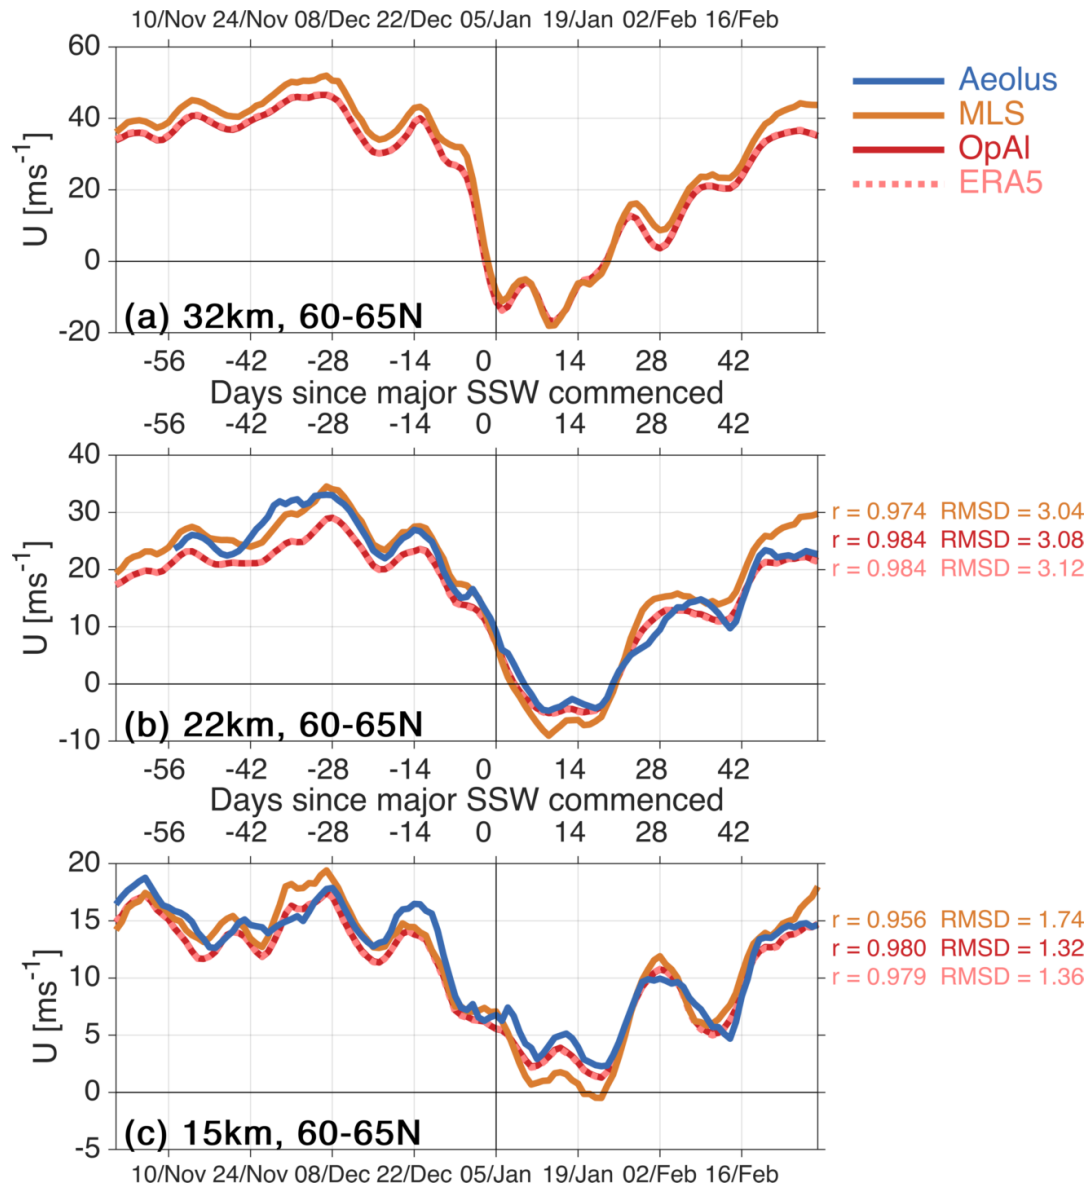 10/Nov 24/Nov 08/Dec 22/Dec 05/Jan 19/Jan 02/Feb 16/Feb
60
40
20
0
-20
U [ms-1]
(a) 32km, 60-65N
Aeolus
MLS
OpAl
ERA5
-56 -42 -28 -14 0 14 28 42
Days since major SSW commenced
-56 -42 -28 -14 0 14 28 42
40
30
20
10
0
-10
U [ms-1]
(b) 22km, 60-65N
r = 0.974 RMSD = 3.04
r = 0.984 RMSD = 3.08
r = 0.984 RMSD = 3.12
-56 -42 -28 -14 0 14 28 42
Days since major SSW commenced
-56 -42 -28 -14 0 14 28 42
20
15
10
5
0
-5
U [ms-1]
(c) 15km, 60-65N
r = 0.956 RMSD = 1.74
r = 0.980 RMSD = 1.32
r = 0.979 RMSD = 1.36
10/Nov 24/Nov 08/Dec 22/Dec 05/Jan 19/Jan 02/Feb 16/Feb